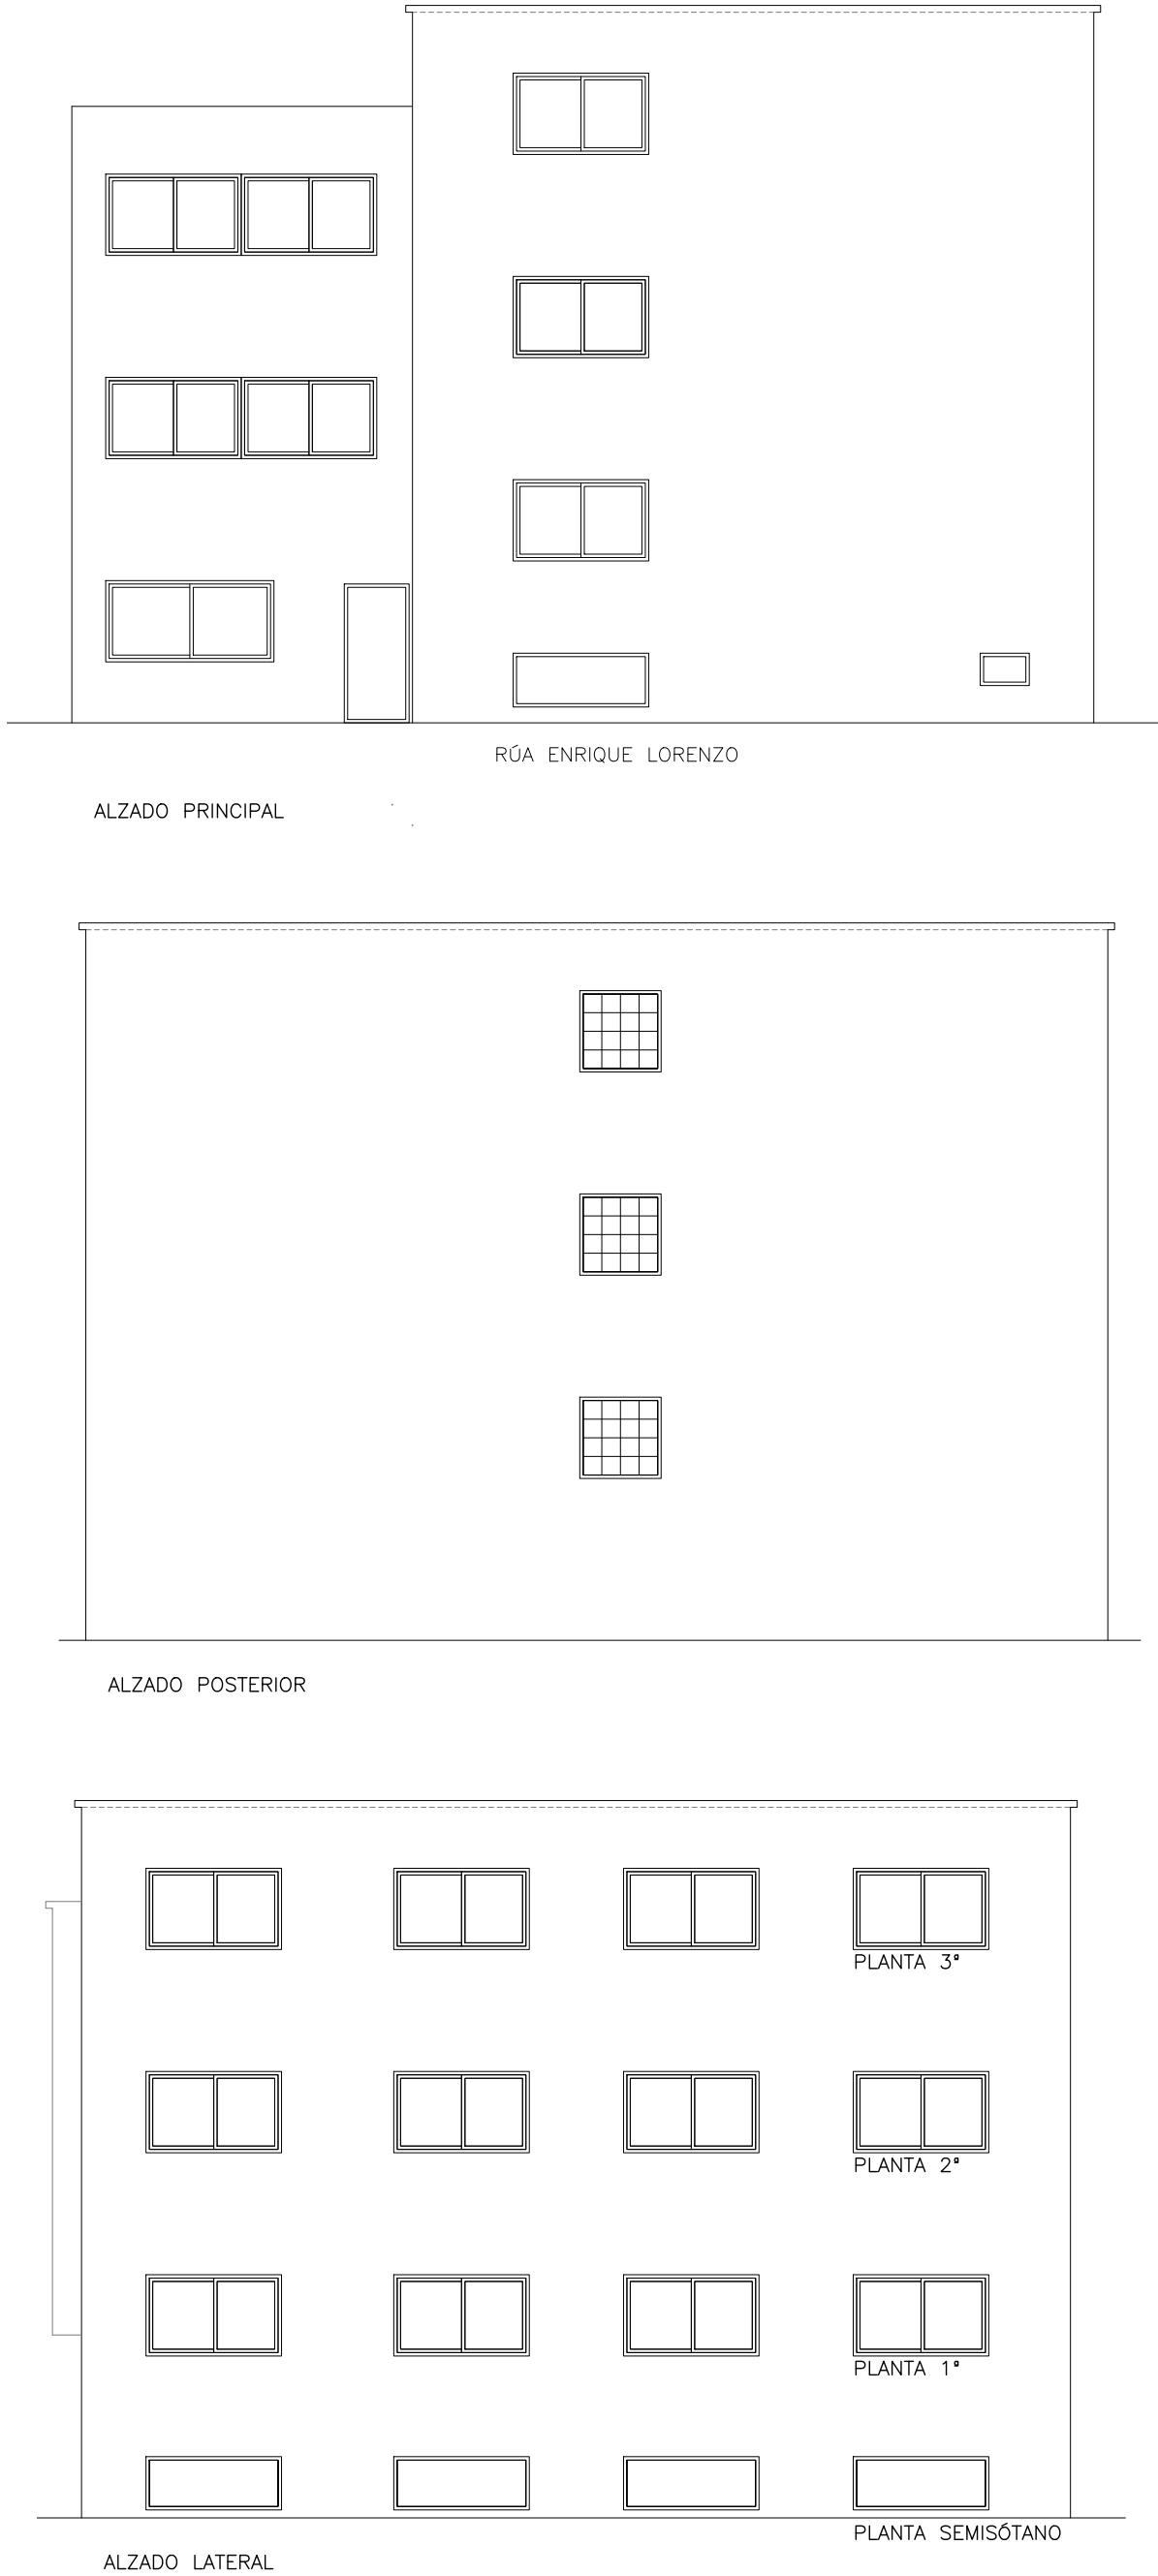 RÚA ENRIQUE LORENZO
ALZADO PRINCIPAL
ALZADO POSTERIOR
PLANTA 3ª
PLANTA 2ª
PLANTA 1ª
PLANTA SEMISÓTANO
ALZADO LATERAL